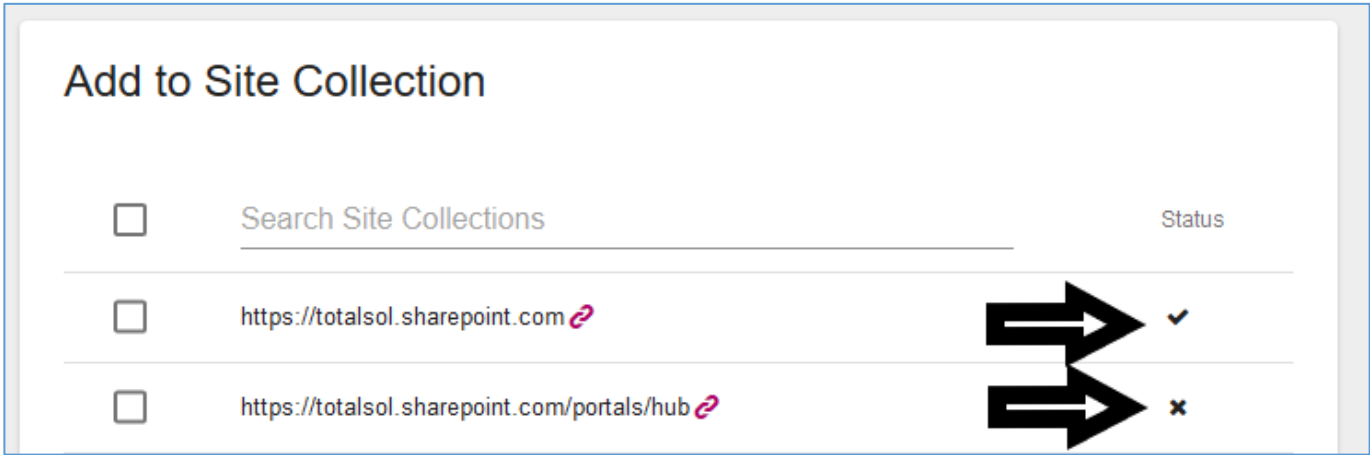 Add to Site Collection
Search Site Collections Status
https://totalsol.sharepoint.com
https://totalsol.sharepoint.com/portals/hub